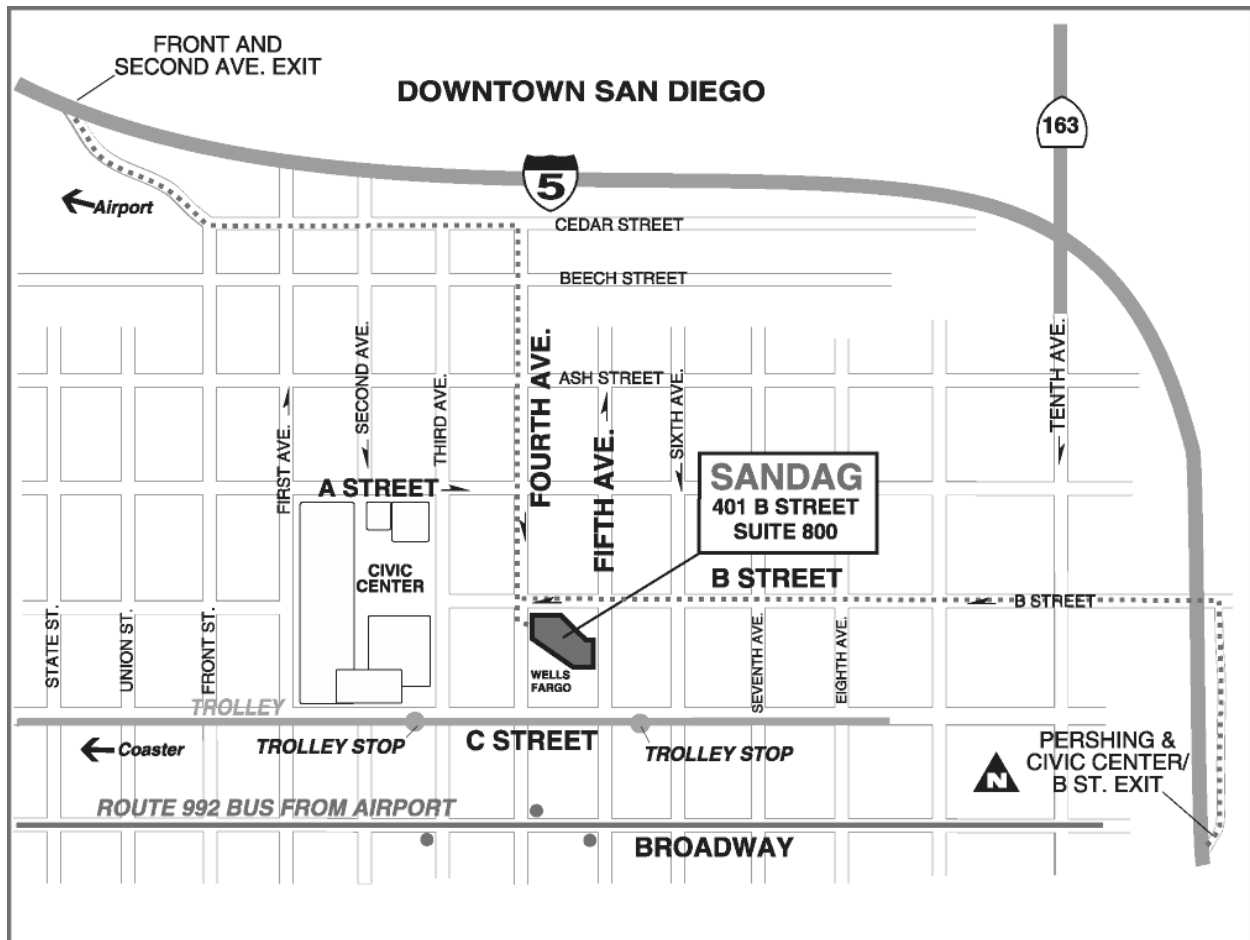 FRONT AND
SECOND AVE. EXIT
DOWNTOWN SAN DIEGO
163
5
Airport
CEDAR STREET
BEECH STREET
ASH STREET
FIRST AVE.
SECOND AVE.
THIRD AVE.
FOURTH AVE.
FIFTH AVE.
SIXTH AVE.
TENTH AVE.
A STREET
SANDAG
401 B STREET
SUITE 800
CIVIC
CENTER
B STREET
B STREET
STATE ST.
UNION ST.
FRONT ST.
WELLS
FARGO
SEVENTH AVE.
EIGHTH AVE.
TROLLEY
Coaster
TROLLEY STOP
C STREET
TROLLEY STOP
N
PERSHING &
CIVIC CENTER/
B ST. EXIT
ROUTE 992 BUS FROM AIRPORT
BROADWAY